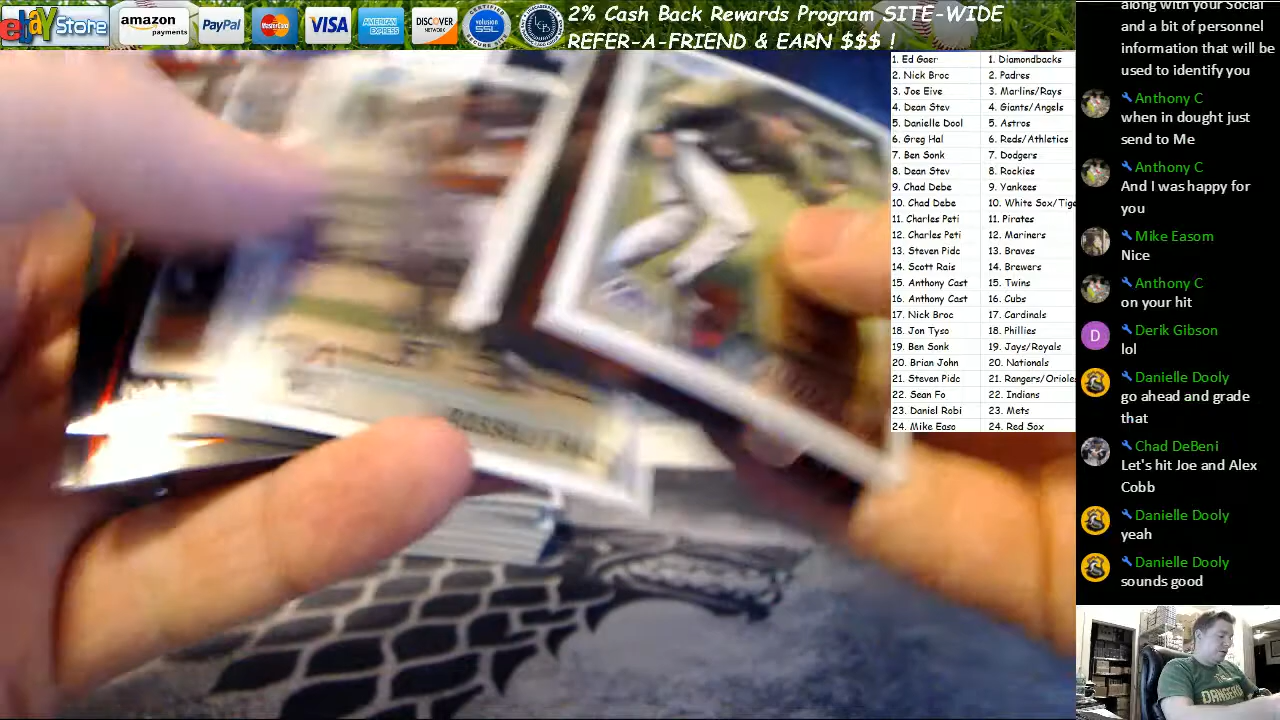 ebay Store
amazon payments
PayPal
MasterCard
VISA
AMERICAN EXPRESS
DISCOVER NETWORK
volusion SSL
2% Cash Back Rewards Program SITE-WIDE
REFER-A-FRIEND & EARN $$$ !
1. Ed Gaer 1. Diamondbacks
2. Nick Broc 2. Padres
3. Joe Eive 3. Marlins/Rays
4. Dean Stev 4. Giants/Angels
5. Danielle Dool 5. Astros
6. Greg Hal 6. Reds/Athletics
7. Ben Sonk 7. Dodgers
8. Dean Stev 8. Rockies
9. Chad Debe 9. Yankees
10. Chad Debe 10. White Sox/Tige
11. Charles Peti 11. Pirates
12. Charles Peti 12. Mariners
13. Steven Pidc 13. Braves
14. Scott Rais 14. Brewers
15. Anthony Cast 15. Twins
16. Anthony Cast 16. Cubs
17. Nick Broc 17. Cardinals
18. Jon Tyso 18. Phillies
19. Ben Sonk 19. Jays/Royals
20. Brian John 20. Nationals
21. Steven Pidc 21. Rangers/Oriole
22. Sean Fo 22. Indians
23. Daniel Robi 23. Mets
24. Mike Easo 24. Red Sox
along with your Social
and a bit of personal
information that will be
used to identify you
Anthony C
when in dought just
send to Me
Anthony C
And I was happy for
you
Mike Easom
Nice
Anthony C
on your hit
D Derik Gibson
lol
Danielle Dooly
go ahead and grade
that
Chad DeBeni
Let's hit Joe and Alex
Cobb
Danielle Dooly
yeah
Danielle Dooly
sounds good